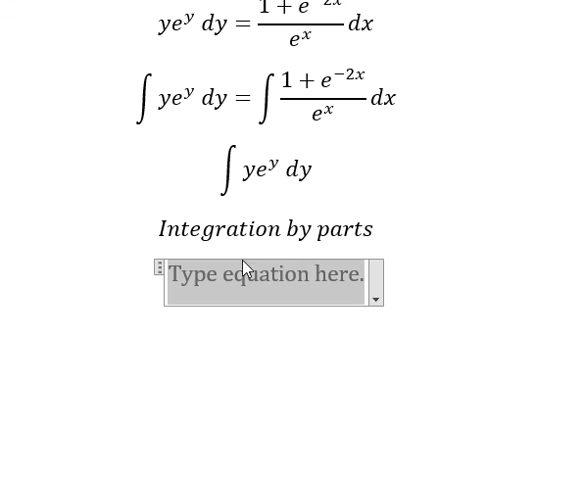 ye^y dy = (1 + e^-2x)/(e^x) dx
∫ ye^y dy = ∫ (1 + e^-2x)/(e^x) dx
∫ ye^y dy
Integration by parts
Type equation here.